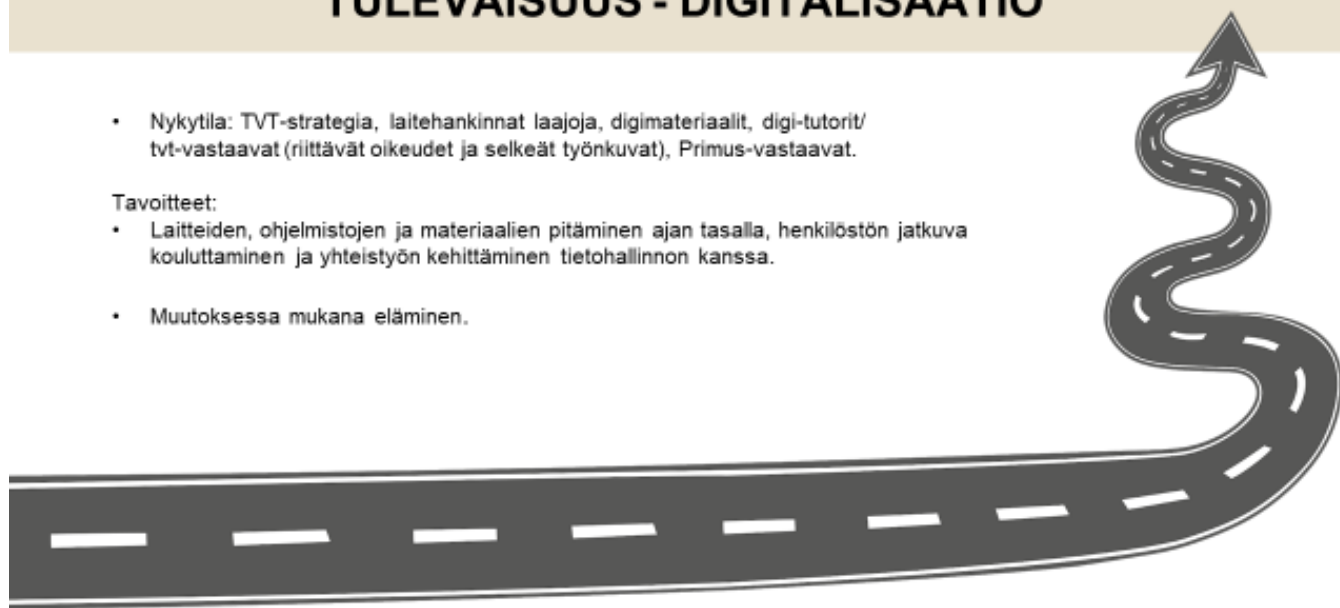 TULEVAISUUS - DIGITALISAATIO
• Nykytila: TVT-strategia, laitehankinnat laajoja, digimateriaalit, digi-tutorit/
tvt-vastaavat (riittävät oikeudet ja selkeät työnkuvat), Primus-vastaavat.
Tavoitteet:
• Laitteiden, ohjelmistojen ja materiaalien pitäminen ajan tasalla, henkilöstön jatkuva
kouluttaminen ja yhteistyön kehittäminen tietohallinnon kanssa.
• Muutoksessa mukana eläminen.